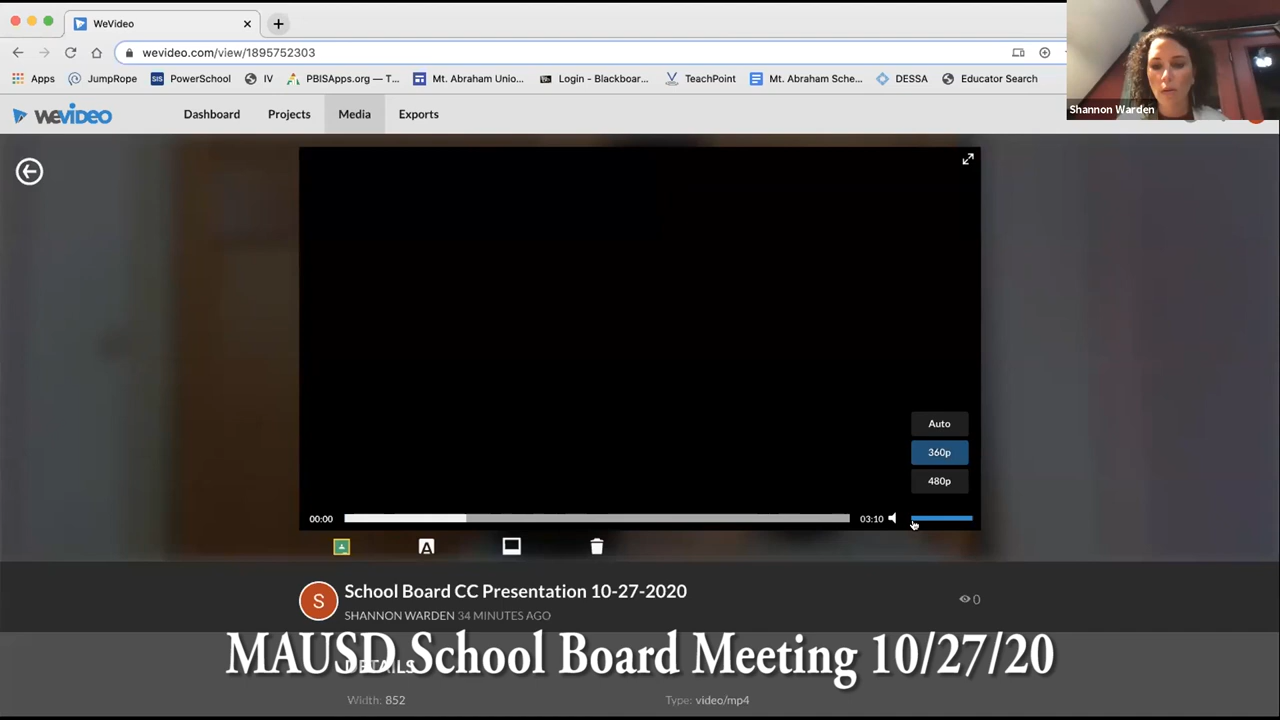 WeVideo
wevideo.com/view/1895752303
Apps JumpRope SIS PowerSchool IV PBISApps.org — T... Mt. Abraham Unio... Bb Login - Blackboar... TeachPoint Mt. Abraham Sche... DESSA Educator Search
Shannon Warden
WEVIDEO Dashboard Projects Media Exports
Auto
360p
480p
00:00 03:10
A
S
School Board CC Presentation 10-27-2020
SHANNON WARDEN 34 MINUTES AGO
0
MAUSD School Board Meeting 10/27/20
DETAILS
Width: 852 Type: video/mp4